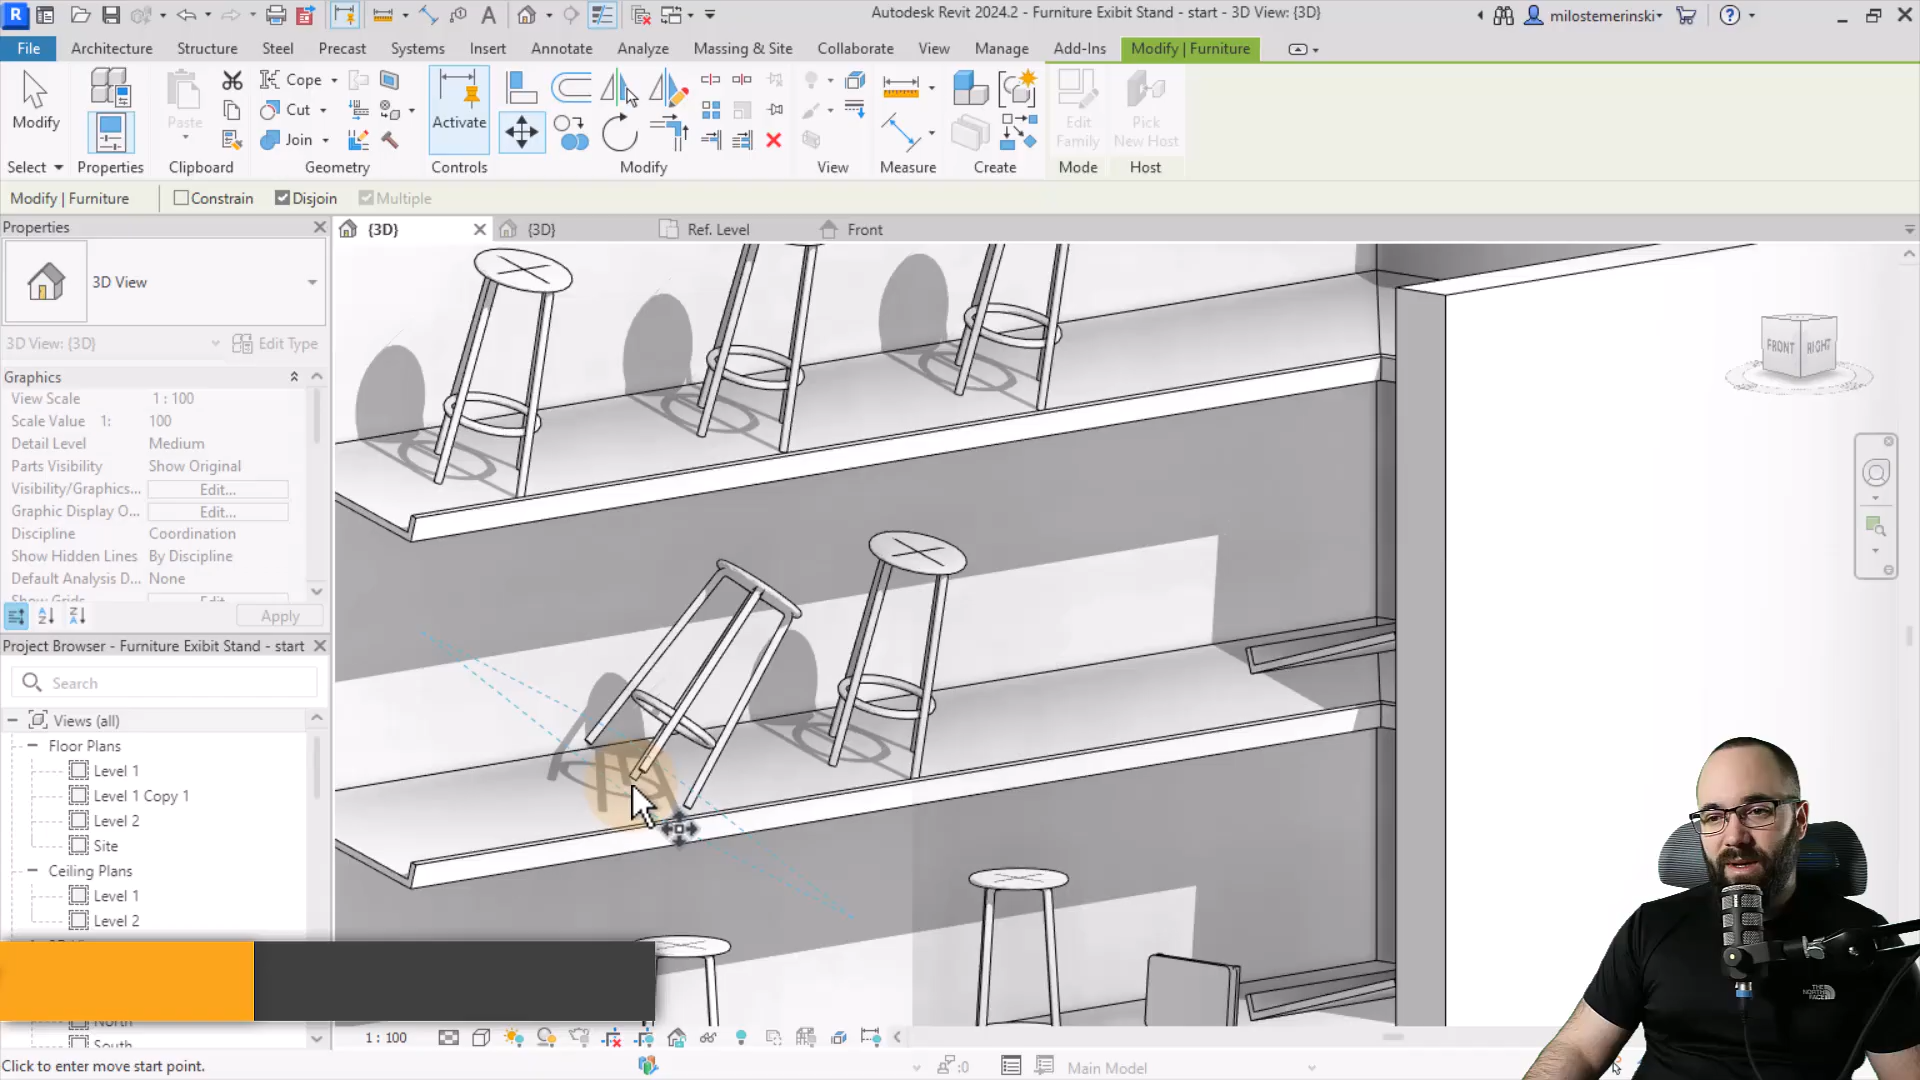 Autodesk Revit 2024.2 - Furniture Exibit Stand - start - 3D View: {3D}
milostemerinski
File
Architecture
Structure
Steel
Precast
Systems
Insert
Annotate
Analyze
Massing & Site
Collaborate
View
Manage
Add-Ins
Modify | Furniture
Modify
Paste
Cope
Cut
Join
Activate
Edit Family
Pick New Host
Select
Properties
Clipboard
Geometry
Controls
Modify
View
Measure
Create
Mode
Host
Modify | Furniture
Constrain
Disjoin
Multiple
Properties
{3D}
{3D}
Ref. Level
Front
3D View
3D View: {3D}
Edit Type
Graphics
View Scale 1 : 100
Scale Value 1: 100
Detail Level Medium
Parts Visibility Show Original
Visibility/Graphics... Edit...
Graphic Display O... Edit...
Discipline Coordination
Show Hidden Lines By Discipline
Default Analysis D... None
Show Grids Edit...
Apply
FRONT
RIGHT
Project Browser - Furniture Exibit Stand - start
Search
Views (all)
Floor Plans
Level 1
Level 1 Copy 1
Level 2
Site
Ceiling Plans
Level 1
Level 2
North
South
1 : 100
Click to enter move start point.
:0
Main Model
THE NORTH FACE